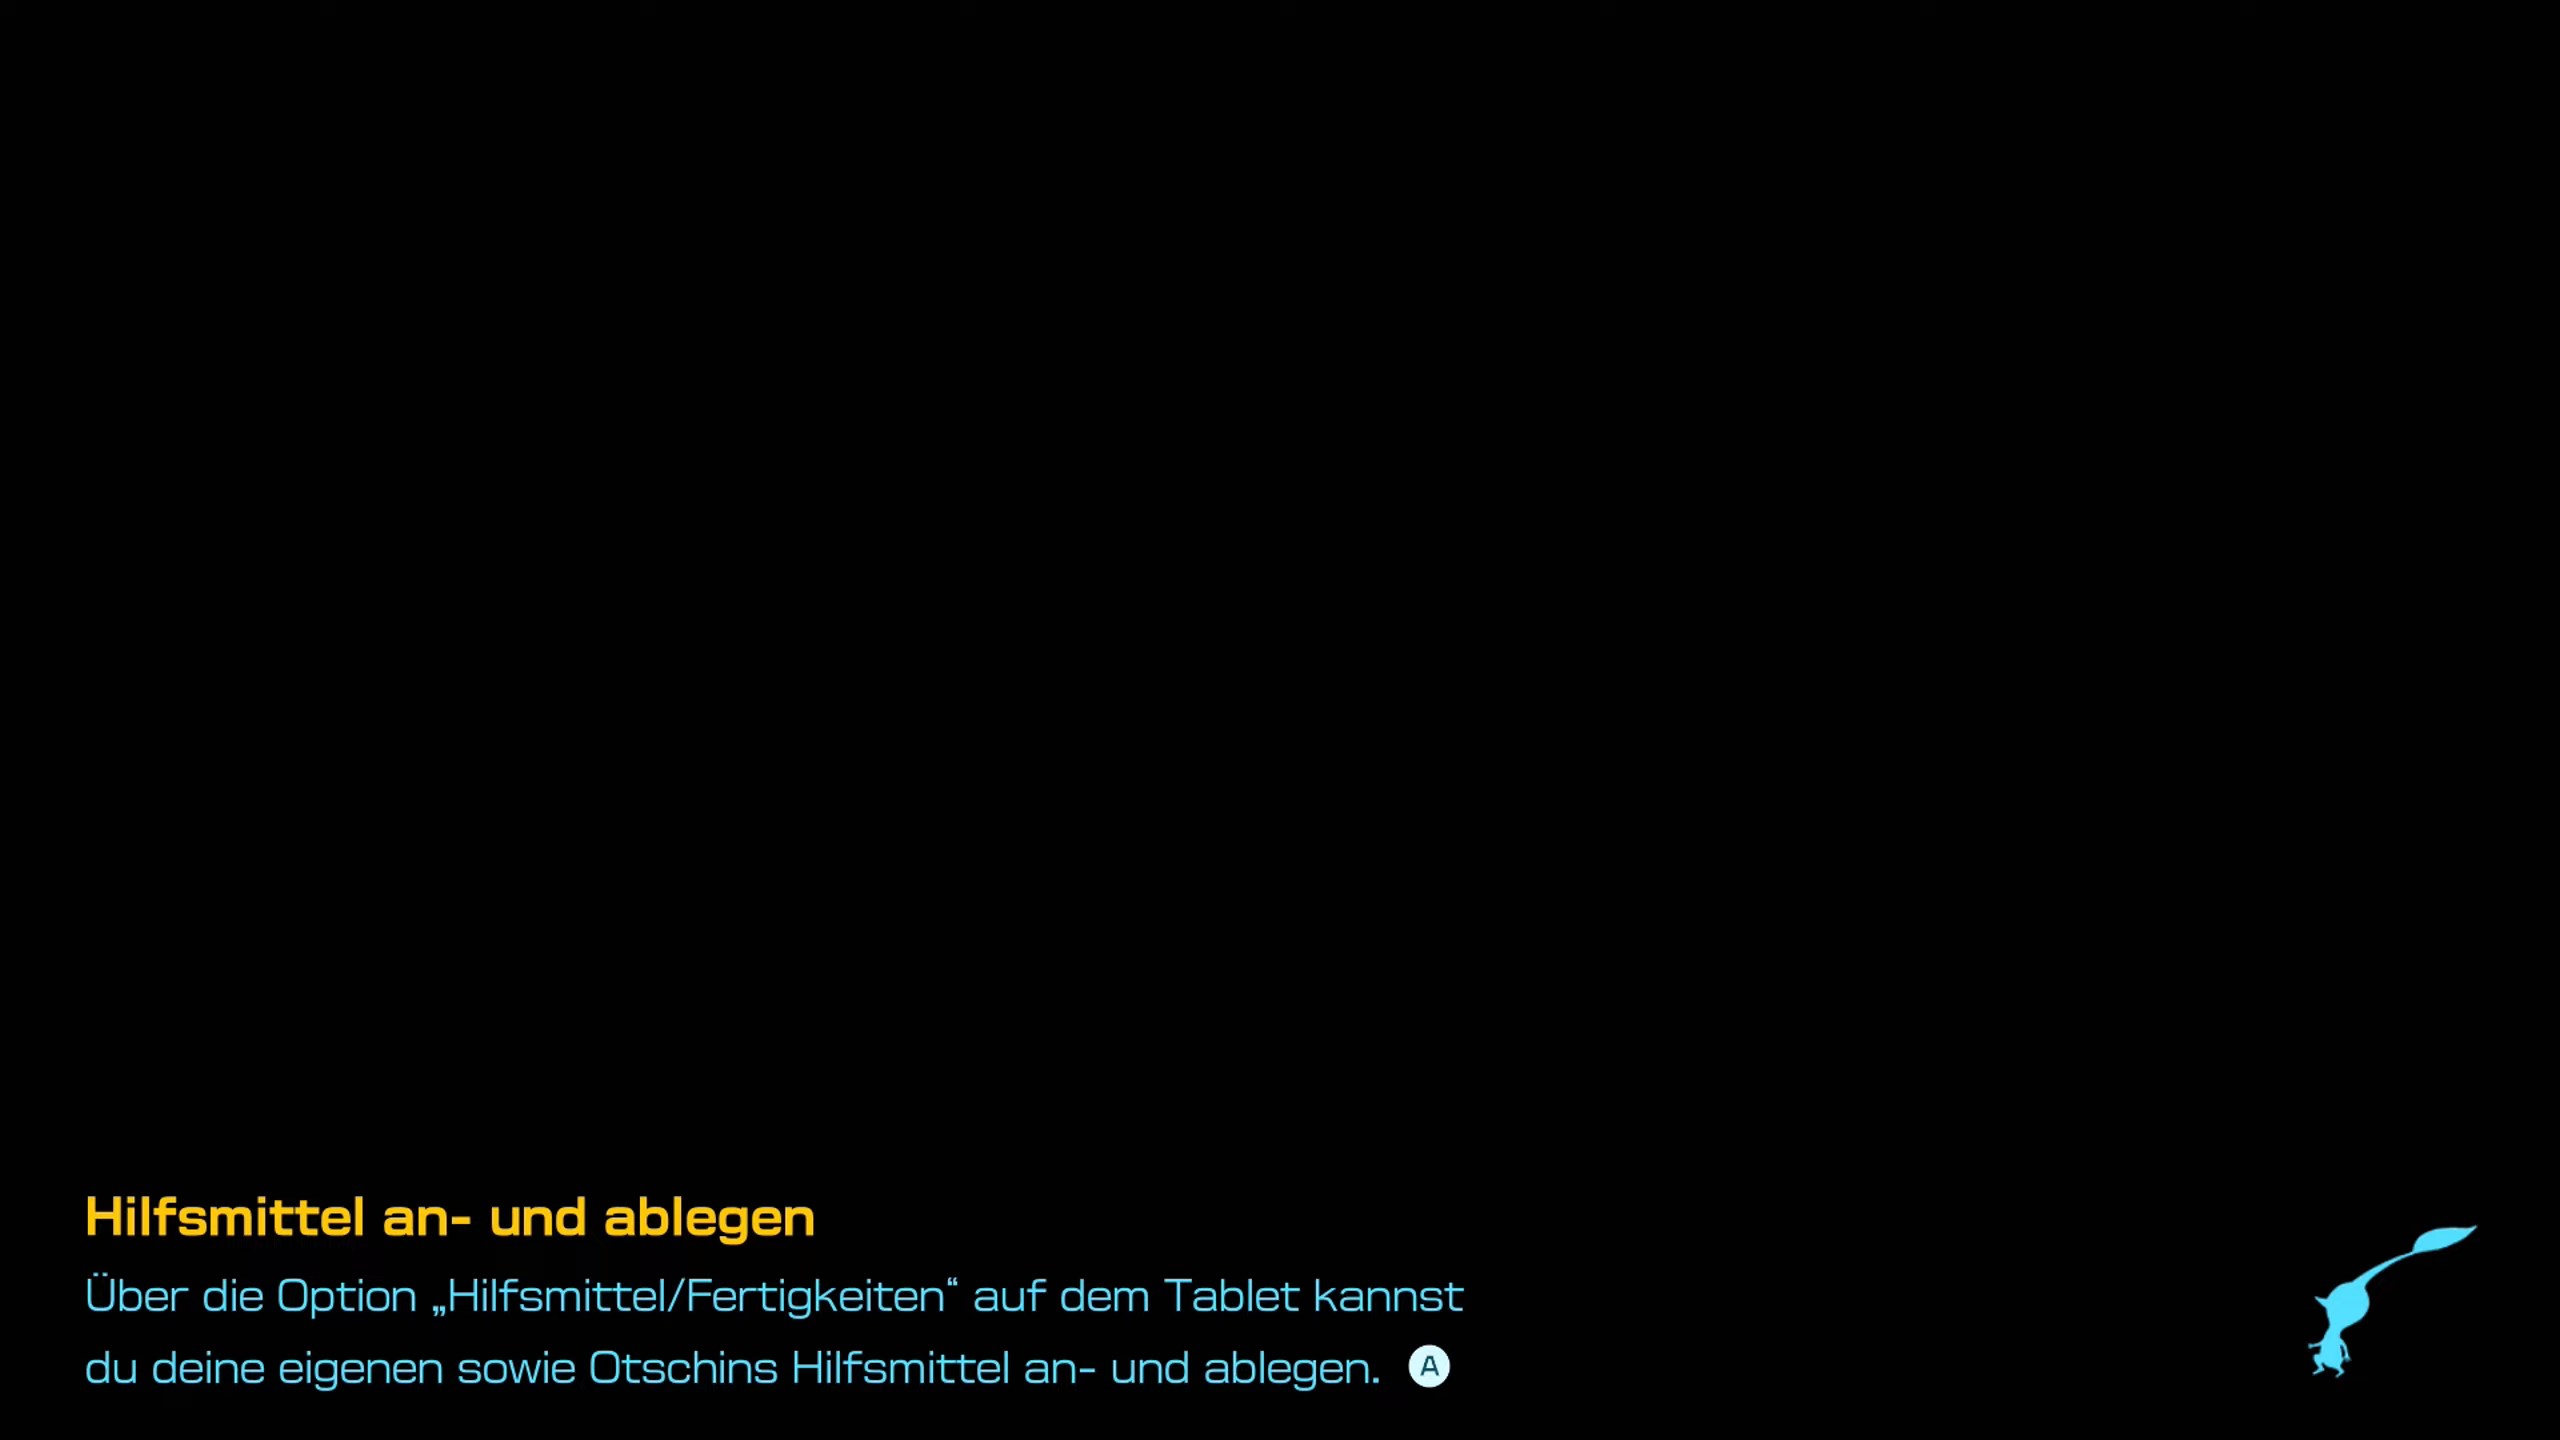 Hilfsmittel an- und ablegen
Über die Option „Hilfsmittel/Fertigkeiten“ auf dem Tablet kannst
du deine eigenen sowie Otschins Hilfsmittel an- und ablegen. A